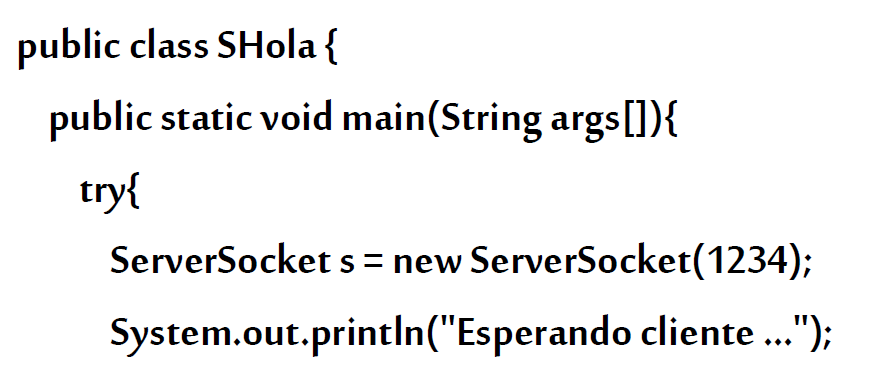 public class SHola {
public static void main(String args[]){
try{
ServerSocket s = new ServerSocket(1234);
System.out.println("Esperando cliente ...");